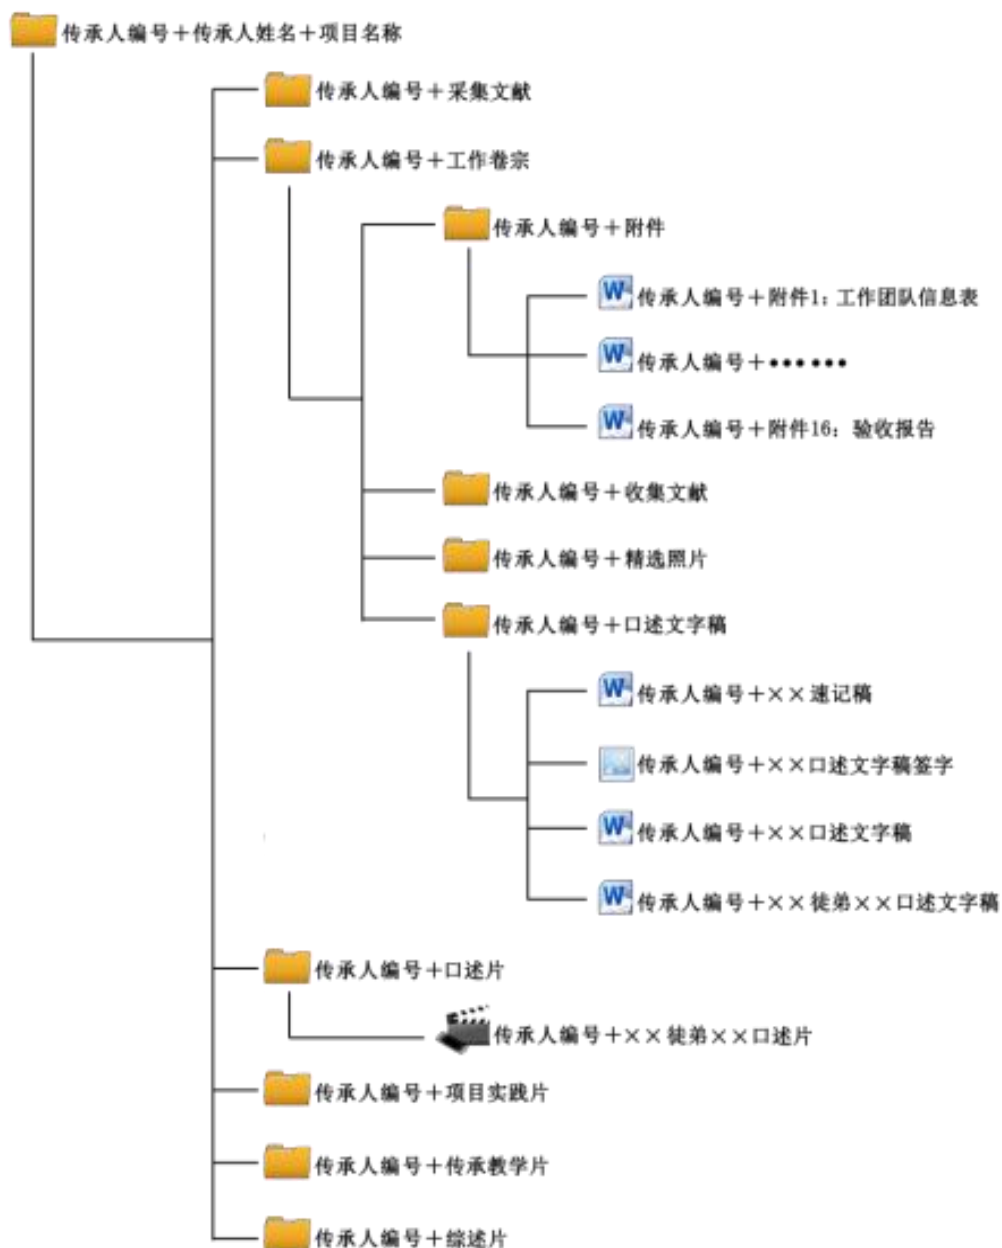 传承人编号＋传承人姓名＋项目名称
传承人编号＋采集文献
传承人编号＋工作卷宗
传承人编号＋附件
传承人编号＋附件1：工作团队信息表
传承人编号＋●●●●●●
传承人编号＋附件16：验收报告
传承人编号＋收集文献
传承人编号＋精选照片
传承人编号＋口述文字稿
传承人编号＋××速记稿
传承人编号＋××口述文字稿签字
传承人编号＋××口述文字稿
传承人编号＋××徒弟××口述文字稿
传承人编号＋口述片
传承人编号＋××徒弟××口述片
传承人编号＋项目实践片
传承人编号＋传承教学片
传承人编号＋综述片